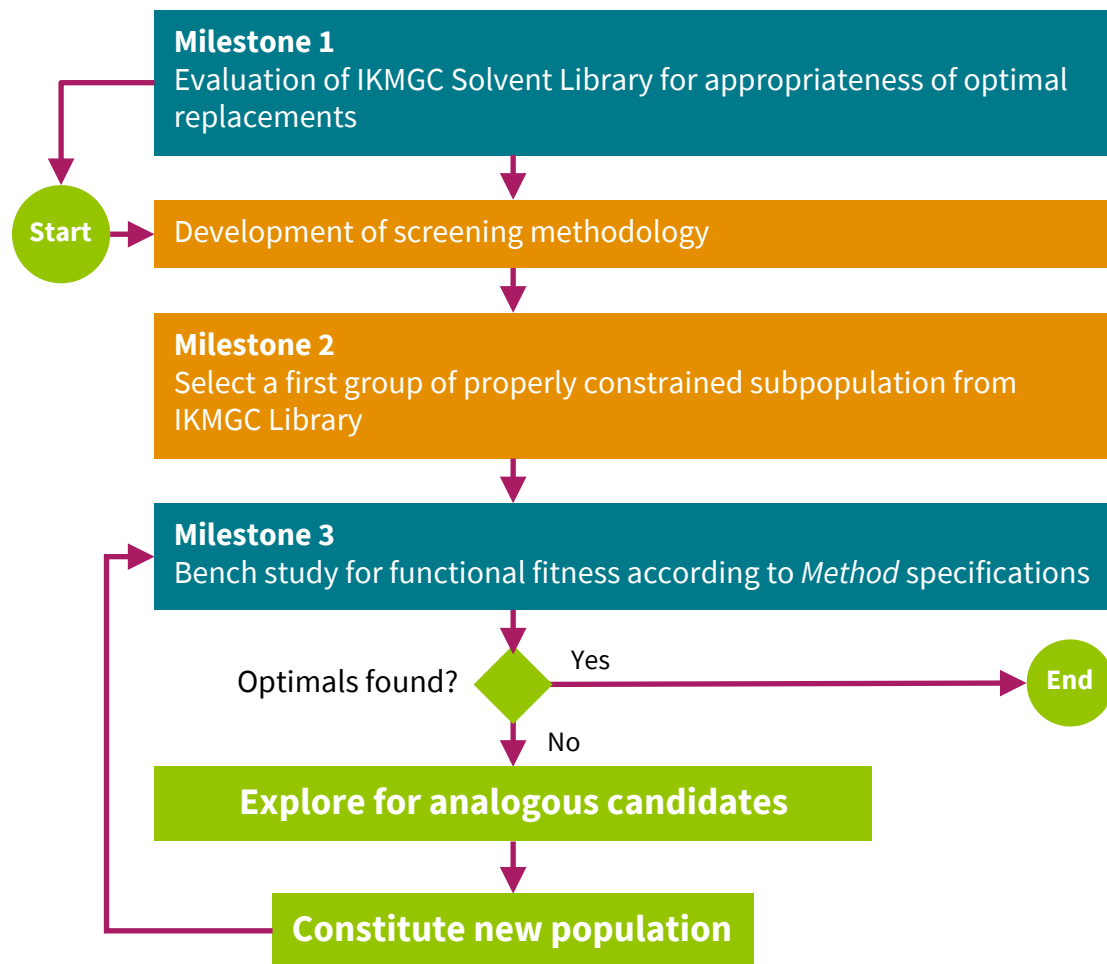 Milestone 1
Evaluation of IKMGC Solvent Library for appropriateness of optimal
replacements
Start
Development of screening methodology
Milestone 2
Select a first group of properly constrained subpopulation from
IKMGC Library
Milestone 3
Bench study for functional fitness according to Method specifications
Optimals found?
Yes
End
No
Explore for analogous candidates
Constitute new population